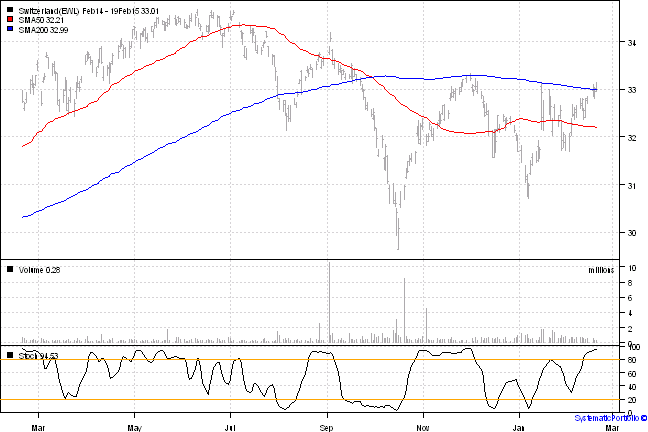 Switzerland(EWL) Feb14 - 19Feb15 33.01
SMA50 32.21
SMA200 32.99
34
33
32
31
30
Volume 0.28
millions
10
8
6
4
2
0
Stoch 94.53
100
80
60
40
20
0
Mar May Jul Sep Nov Jan Mar
SystematicPortfolio ©